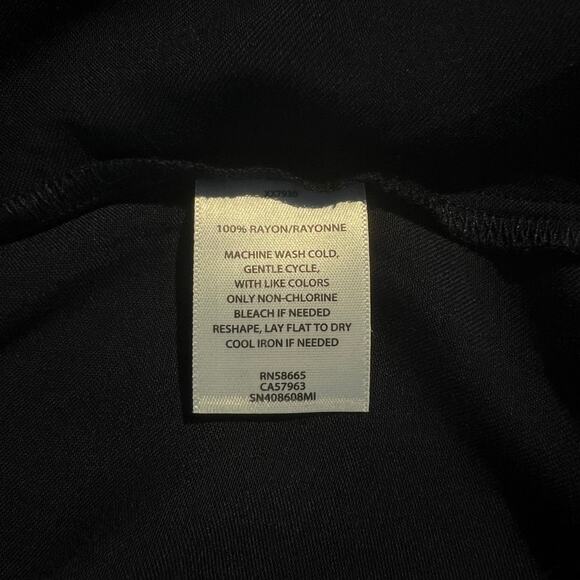 XX7930
100% RAYON/RAYONNE
MACHINE WASH COLD,
GENTLE CYCLE,
WITH LIKE COLORS
ONLY NON-CHLORINE
BLEACH IF NEEDED
RESHAPE, LAY FLAT TO DRY
COOL IRON IF NEEDED
RN58665
CA57963
SN408608MI